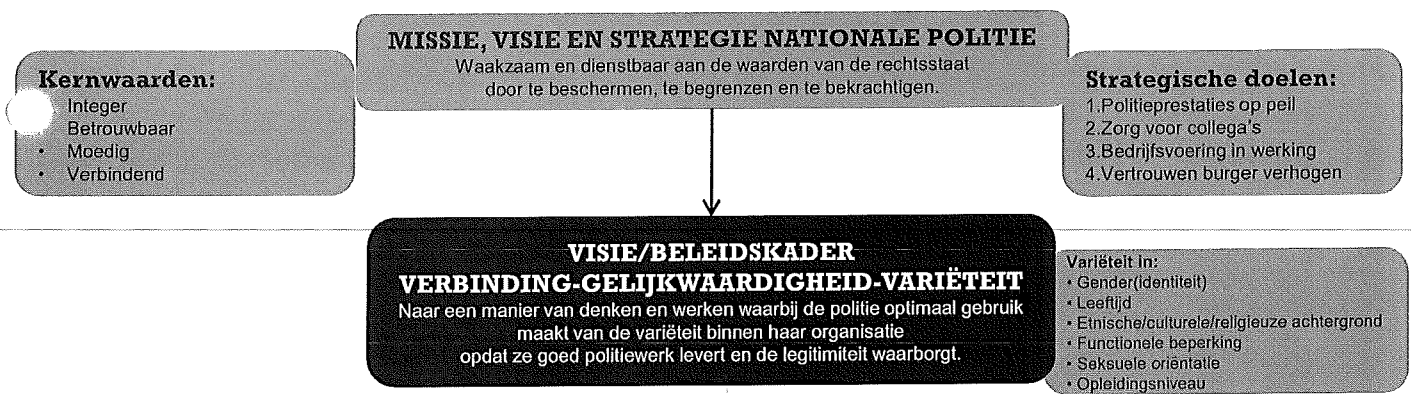 MISSIE, VISIE EN STRATEGIE NATIONALE POLITIE
Waakzaam en dienstbaar aan de waarden van de rechtsstaat
door te beschermen, te begrenzen en te bekrachtigen.
Kernwaarden:
Integer
Betrouwbaar
• Moedig
• Verbindend
Strategische doelen:
1.Politieprestaties op peil
2.Zorg voor collega's
3.Bedrijfsvoering in werking
4.Vertrouwen burger verhogen
VISIE/BELEIDSKADER
VERBINDING-GELIJKWAARDIGHEID-VARIËTEIT
Naar een manier van denken en werken waarbij de politie optimaal gebruik
maakt van de variëteit binnen haar organisatie
opdat ze goed politiewerk levert en de legitimiteit waarborgt.
Variëteit in:
• Gender(identiteit)
• Leeftijd
• Etnische/culturele/religieuze achtergrond
• Functionele beperking
• Seksuele oriëntatie
• Opleidingsniveau